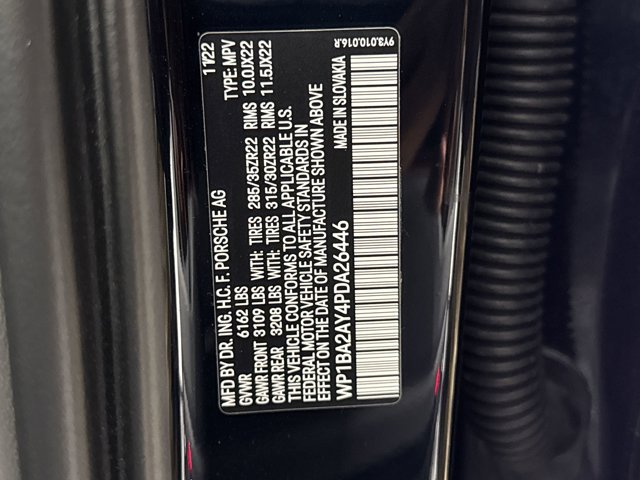 MFD BY DR. ING. H.C. F. PORSCHE AG 11/22
GVWR 6162 LBS TYPE: MPV
GAWR FRONT 3109 LBS WITH: TIRES 285/35ZR22 RIMS 10.0JX22
GAWR REAR 3208 LBS WITH: TIRES 315/30ZR22 RIMS 11.5JX22
THIS VEHICLE CONFORMS TO ALL APPLICABLE U.S.
FEDERAL MOTOR VEHICLE SAFETY STANDARDS IN
EFFECT ON THE DATE OF MANUFACTURE SHOWN ABOVE
WP1BA2AY4PDA26446 MADE IN SLOVAKIA
9Y3.010.016.R